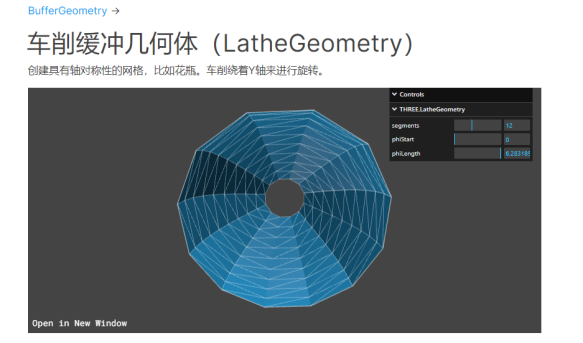 BufferGeometry →
车削缓冲几何体（LatheGeometry）
创建具有轴对称性的网格，比如花瓶。车削绕着Y轴来进行旋转。
Controls
THREE.LatheGeometry
segments 12
phiStart 0
phiLength 6.283185
Open in New Window